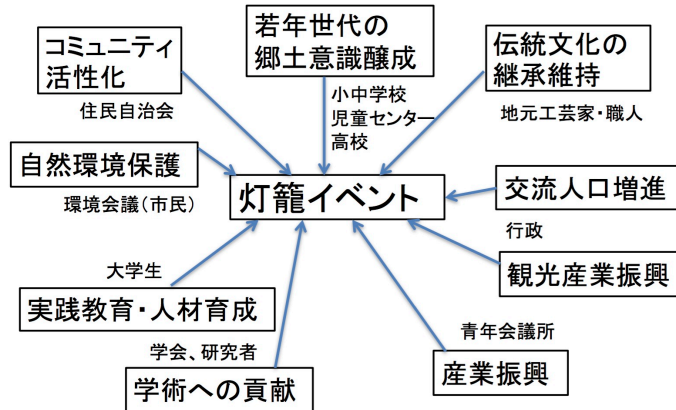 コミュニティ
活性化
住民自治会
若年世代の
郷土意識醸成
小中学校
児童センター
高校
伝統文化の
継承維持
地元工芸家・職人
自然環境保護
環境会議(市民)
灯籠イベント
交流人口増進
行政
観光産業振興
大学生
実践教育・人材育成
学会、研究者
学術への貢献
青年会議所
産業振興